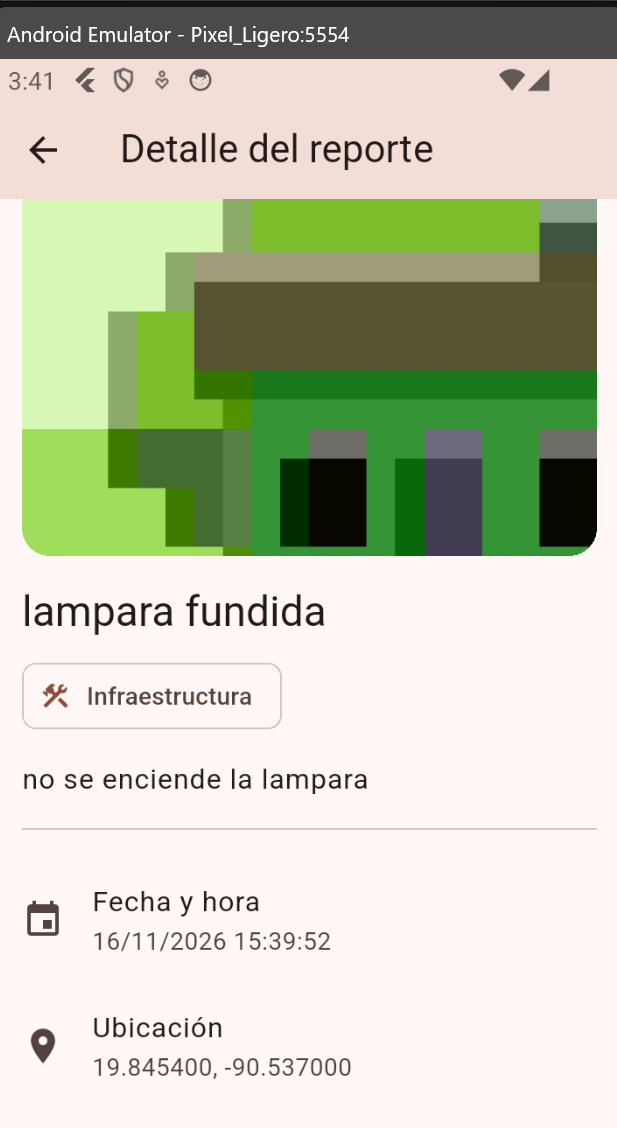 Android Emulator - Pixel_Ligero:5554
3:41
Detalle del reporte
lampara fundida
Infraestructura
no se enciende la lampara
Fecha y hora
16/11/2026 15:39:52
Ubicación
19.845400, -90.537000